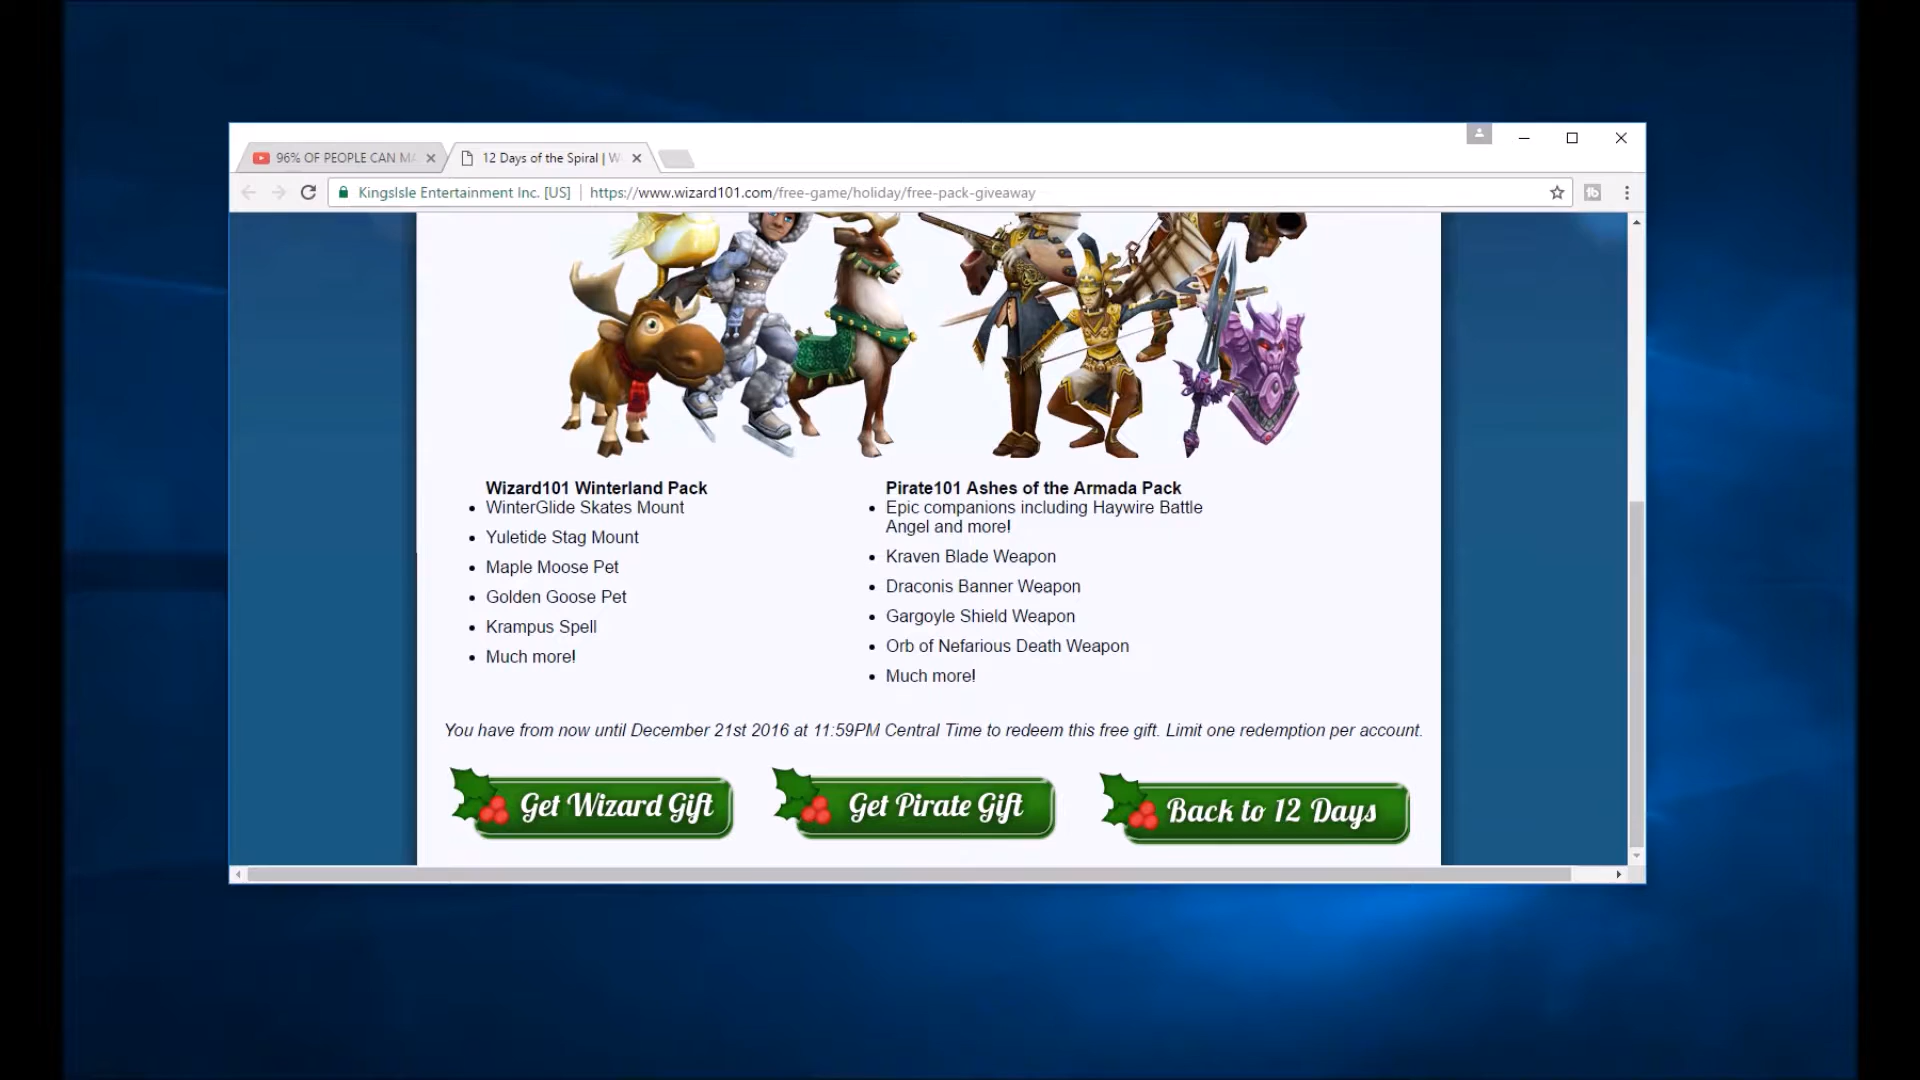 96% OF PEOPLE CAN MA
12 Days of the Spiral | W
KingsIsle Entertainment Inc. [US] | https://www.wizard101.com/free-game/holiday/free-pack-giveaway
Wizard101 Winterland Pack
• WinterGlide Skates Mount
• Yuletide Stag Mount
• Maple Moose Pet
• Golden Goose Pet
• Krampus Spell
• Much more!
Pirate101 Ashes of the Armada Pack
• Epic companions including Haywire Battle
Angel and more!
• Kraven Blade Weapon
• Draconis Banner Weapon
• Gargoyle Shield Weapon
• Orb of Nefarious Death Weapon
• Much more!
You have from now until December 21st 2016 at 11:59PM Central Time to redeem this free gift. Limit one redemption per account.
Get Wizard Gift
Get Pirate Gift
Back to 12 Days